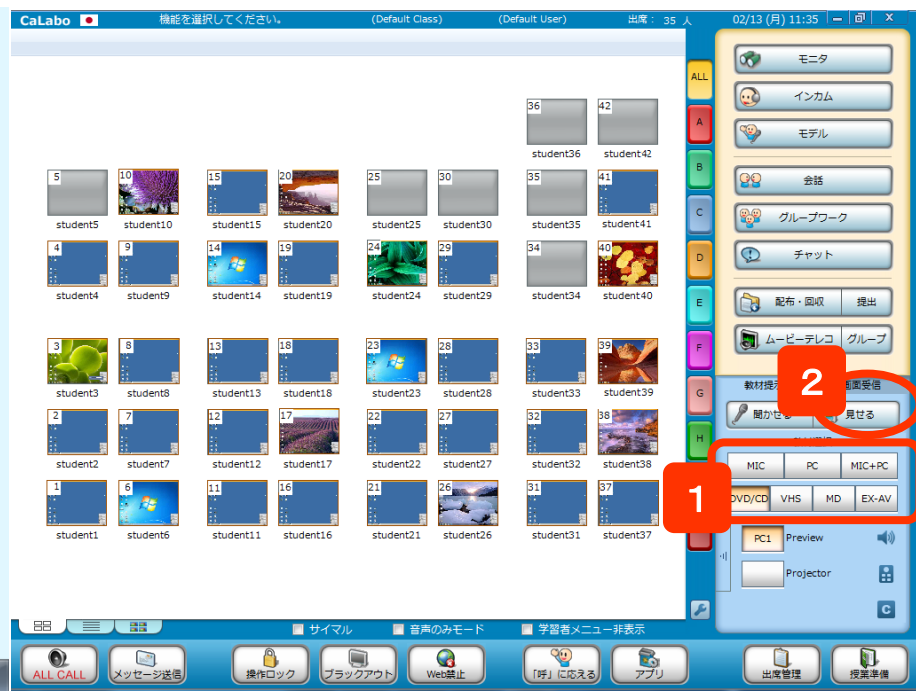 CaLabo 機能を選択してください。 (Default Class) (Default User) 出席： 35 人 02/13 (月) 11:35
モニタ
インカム
モデル
会話
グループワーク
チャット
配布・回収 提出
ムービーテレコ グループ
ALL
A
B
C
D
E
F
G
H
36 42
student36 student42
5 10 15 20 25 30 35 41
student5 student10 student15 student20 student25 student30 student35 student41
4 9 14 19 24 29 34 40
student4 student9 student14 student19 student24 student29 student34 student40
3 8 13 18 23 28 33 39
student3 student8 student13 student18 student23 student28 student33 student39
2 7 12 17 22 27 32 38
student2 student7 student12 student17 student22 student27 student32 student38
1 6 11 16 21 26 31 37
student1 student6 student11 student16 student21 student26 student31 student37
2
聞かせる 見せる
1
MIC PC MIC+PC
DVD/CD VHS MD EX-AV
PC1 Preview
Projector
C
サイマル 音声のみモード 学習者メニュー非表示
ALL CALL メッセージ送信 操作ロック ブラックアウト Web禁止 「呼」に応える アプリ 出席管理 授業準備